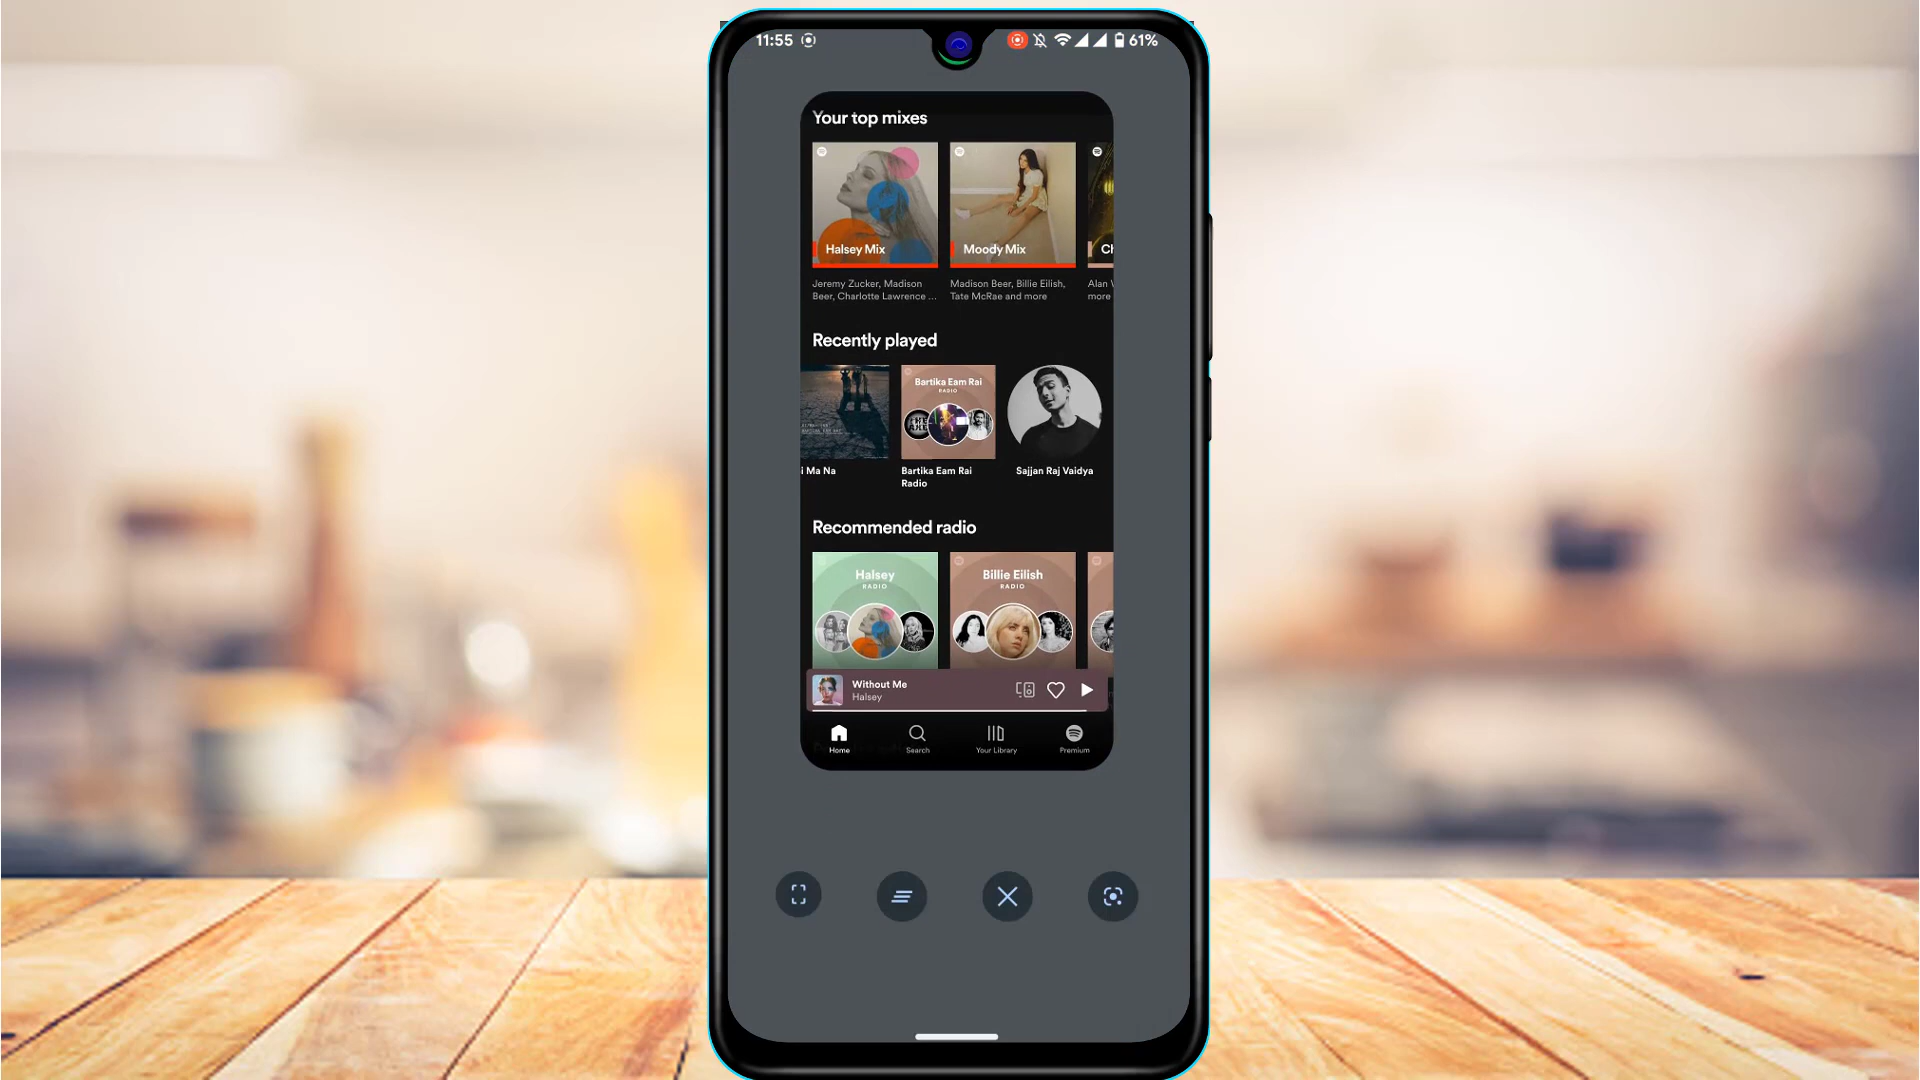 11:55 61%
Your top mixes
Halsey Mix Moody Mix
Jeremy Zucker, Madison Beer, Charlotte Lawrence ...
Madison Beer, Billie Eilish, Tate McRae and more
Alan
more
Recently played
Bartika Eam Rai
RADIO
i Ma Na
Bartika Eam Rai Radio
Sajjan Raj Vaidya
Recommended radio
Halsey
RADIO
Billie Eilish
RADIO
Without Me
Halsey
Home Search Your Library Premium